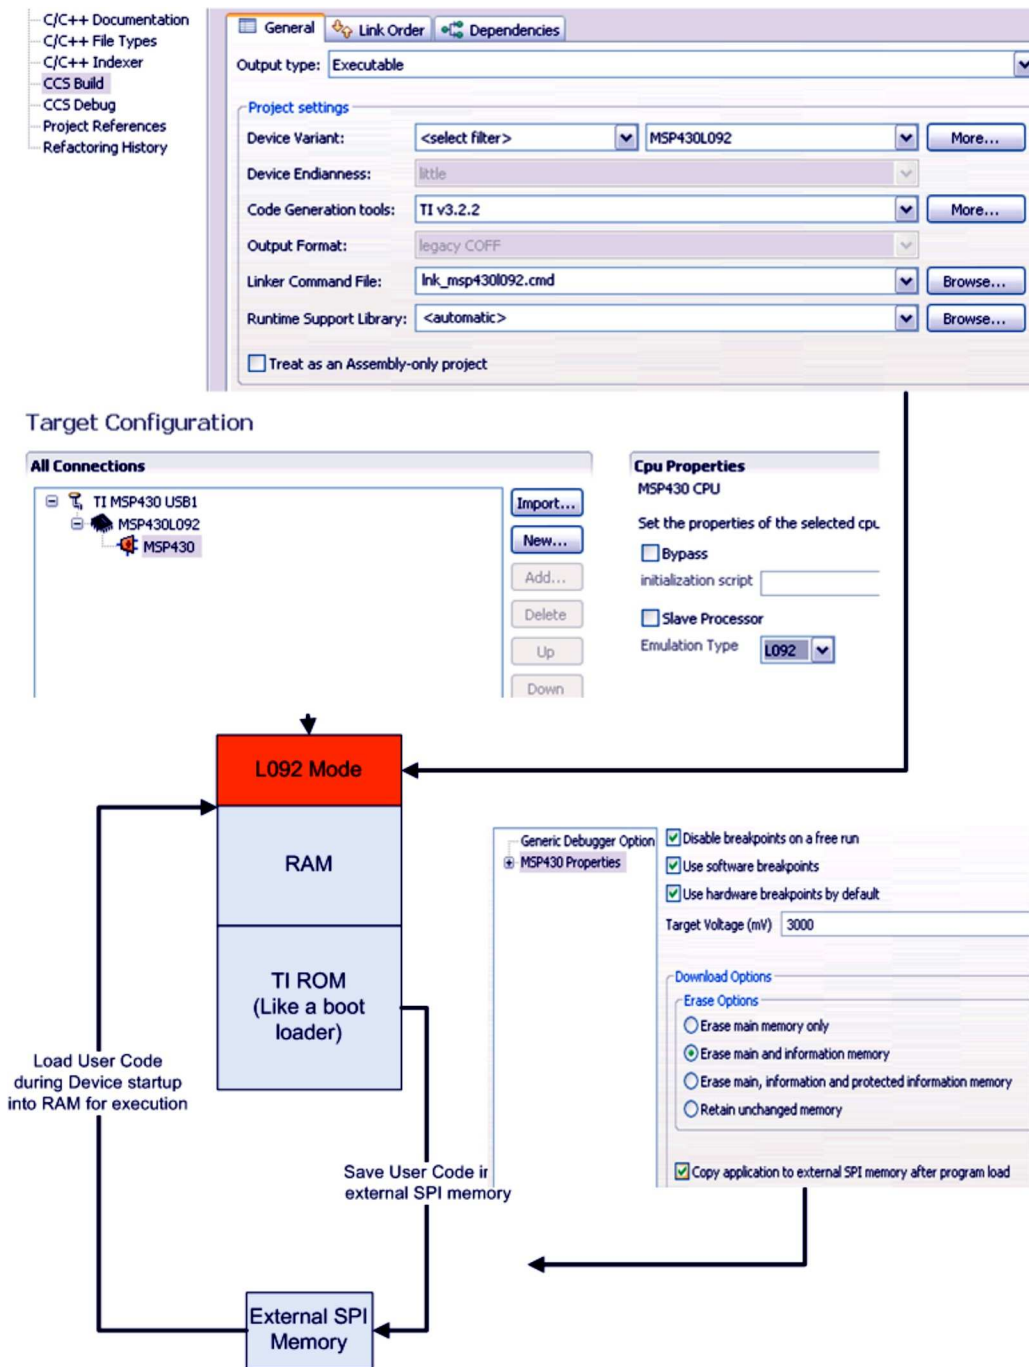 C/C++ Documentation
C/C++ File Types
C/C++ Indexer
CCS Build
CCS Debug
Project References
Refactoring History
General
Link Order
Dependencies
Output type: Executable
Project settings
Device Variant: <select filter> MSP430L092 More...
Device Endianness: little
Code Generation tools: TI v3.2.2 More...
Output Format: legacy COFF
Linker Command File: lnk_msp430l092.cmd Browse...
Runtime Support Library: <automatic> Browse...
Treat as an Assembly-only project
Target Configuration
All Connections
TI MSP430 USB1
MSP430L092
MSP430
Import...
New...
Add...
Delete
Up
Down
Cpu Properties
MSP430 CPU
Set the properties of the selected cpu
Bypass
initialization script
Slave Processor
Emulation Type L092
L092 Mode
RAM
TI ROM
(Like a boot
loader)
Load User Code
during Device startup
into RAM for execution
Save User Code in
external SPI memory
External SPI
Memory
Generic Debugger Option
MSP430 Properties
Disable breakpoints on a free run
Use software breakpoints
Use hardware breakpoints by default
Target Voltage (mV) 3000
Download Options
Erase Options
Erase main memory only
Erase main and information memory
Erase main, information and protected information memory
Retain unchanged memory
Copy application to external SPI memory after program load